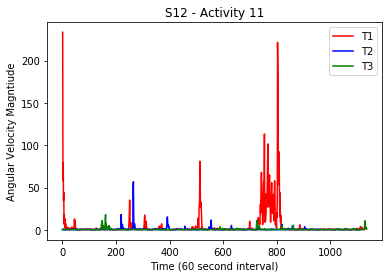 S12 - Activity 11
T1
T2
T3
Angular Velocity Magntiude
250
200
150
100
50
0
0 200 400 600 800 1000
Time (60 second interval)